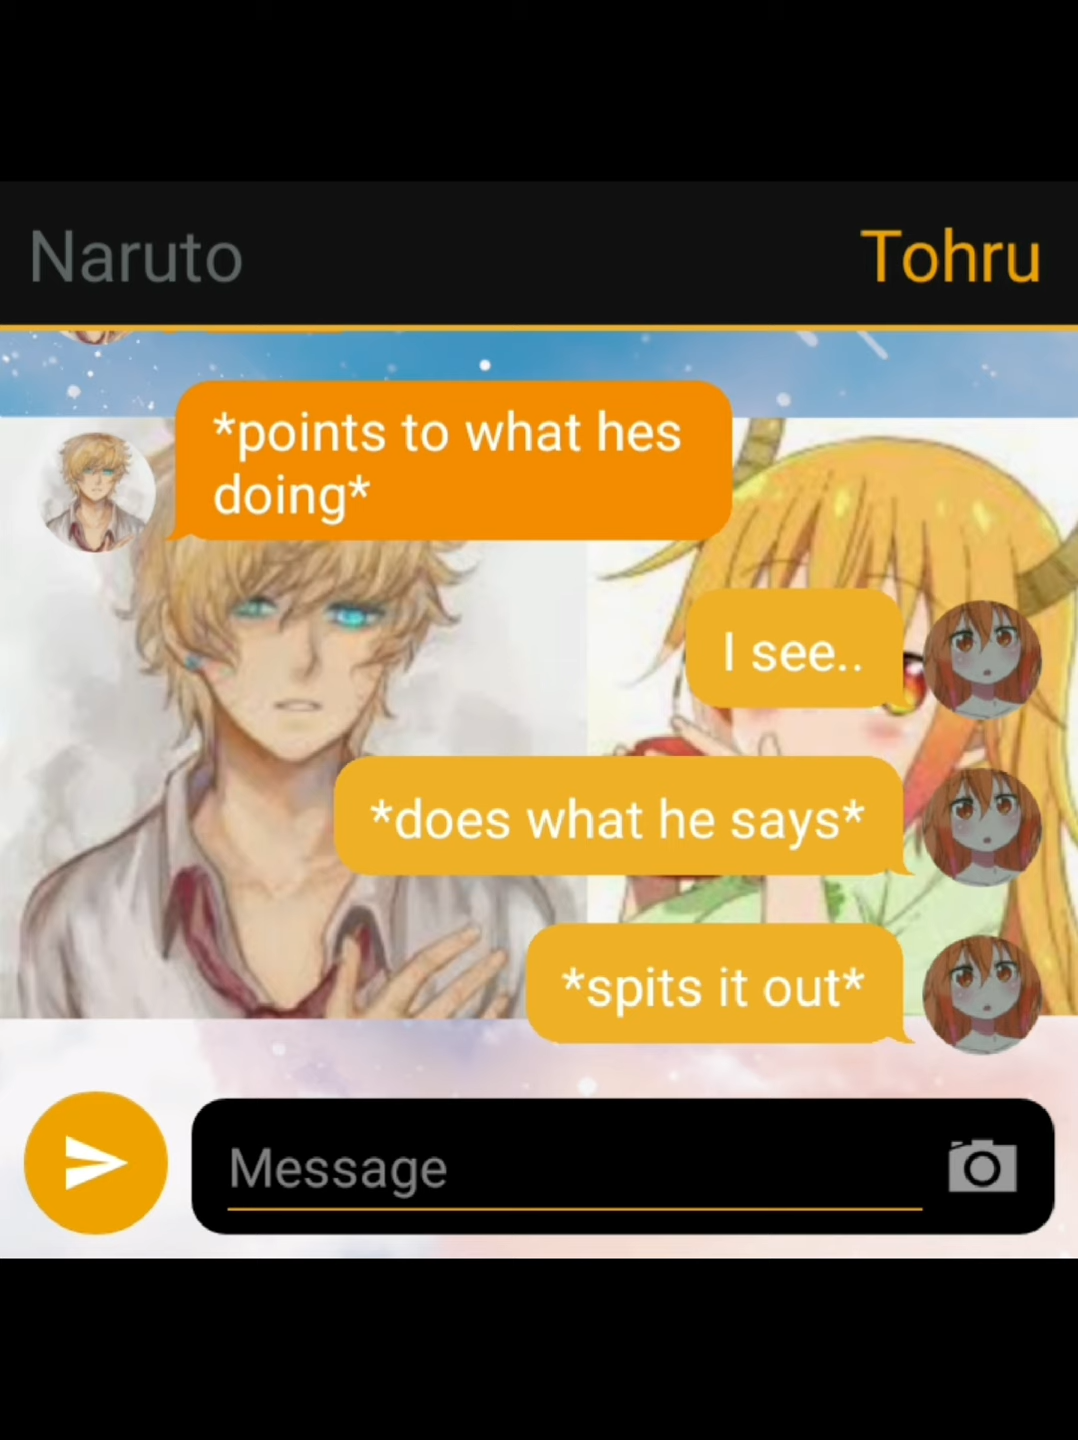 Naruto
Tohru
*points to what hes
doing*
I see..
*does what he says*
*spits it out*
Message